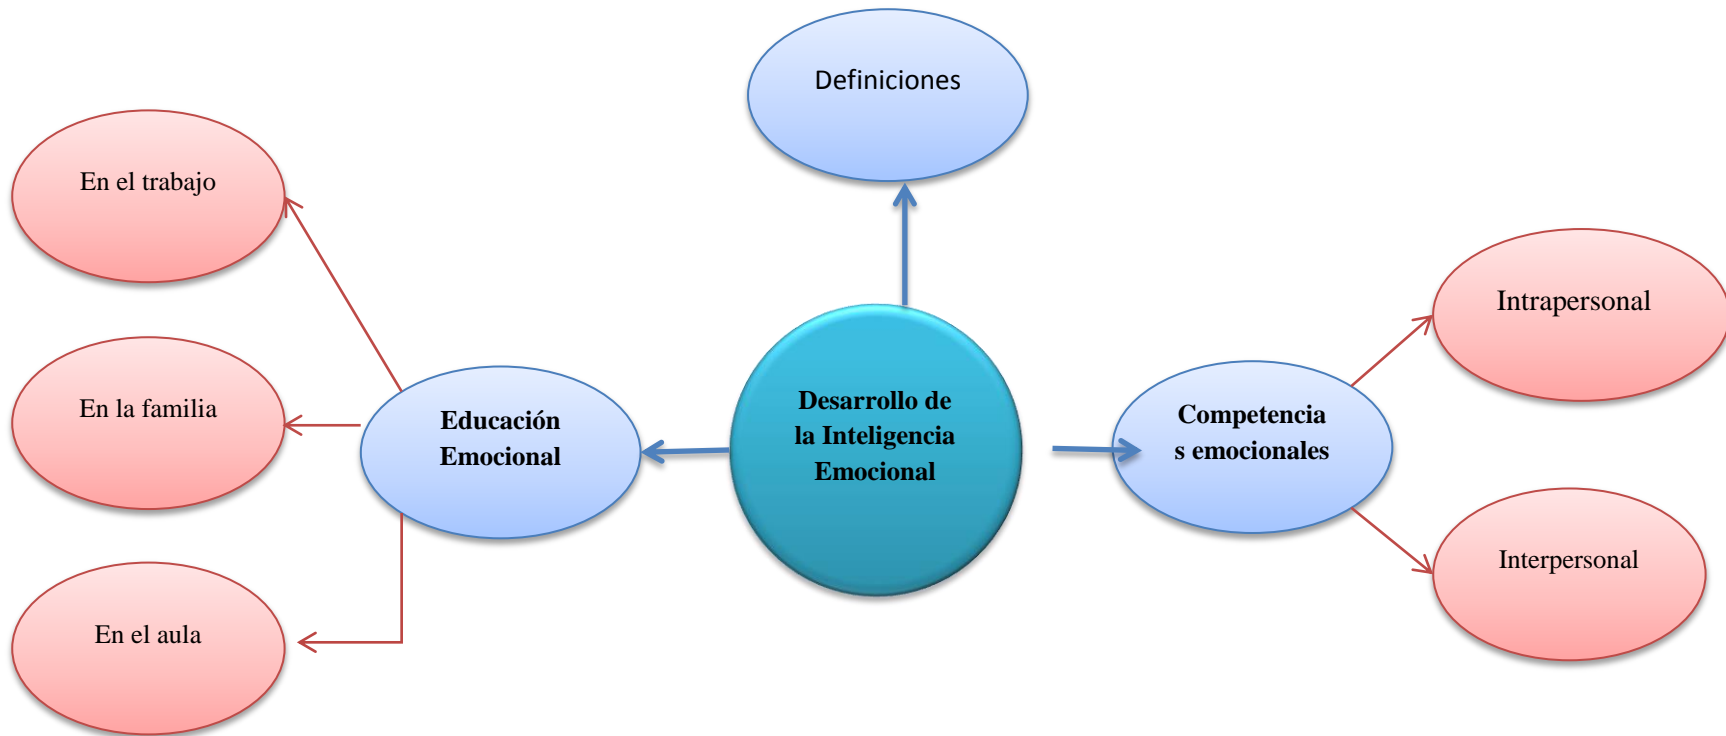 Definiciones
En el trabajo
Intrapersonal
Desarrollo de
la Inteligencia
Emocional
En la familia
Educación
Emocional
Competencia
s emocionales
Interpersonal
En el aula